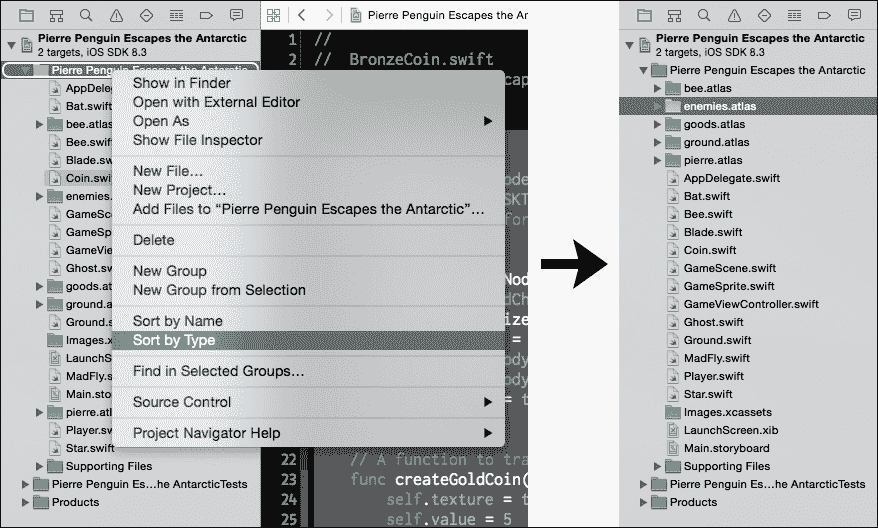 Pierre Penguin Escapes the Antarctic
2 targets, iOS SDK 8.3
Pierre Penguin Escapes the Antarctic
AppDeleg
Bat.swift
bee.atlas
Bee.swift
Blade.sw
Coin.swi
enemies.
GameSce
GameSp
GameVie
Ghost.sw
goods.at
ground.a
Ground.s
Images.x
LaunchS
MadFly.s
Main.stor
pierre.atl
Player.sw
Star.swift
Supporting Files
Pierre Penguin Es...he AntarcticTests
Products
Show in Finder
Open with External Editor
Open As
Show File Inspector
New File...
New Project...
Add Files to “Pierre Penguin Escapes the Antarctic”...
Delete
New Group
New Group from Selection
Sort by Name
Sort by Type
Find in Selected Groups...
Source Control
Project Navigator Help
Pierre Penguin Escapes the An
1 //
2 // BronzeCoin.swift
22 // A function to tra
23 func createGoldCoin(
24 self.texture = t
25 self.value = 5
Pierre Penguin Escapes the Antarctic
2 targets, iOS SDK 8.3
Pierre Penguin Escapes the Antarctic
bee.atlas
enemies.atlas
goods.atlas
ground.atlas
pierre.atlas
AppDelegate.swift
Bat.swift
Bee.swift
Blade.swift
Coin.swift
GameScene.swift
GameSprite.swift
GameViewController.swift
Ghost.swift
Ground.swift
MadFly.swift
Player.swift
Star.swift
Images.xcassets
LaunchScreen.xib
Main.storyboard
Supporting Files
Pierre Penguin Es...he AntarcticTests
Products